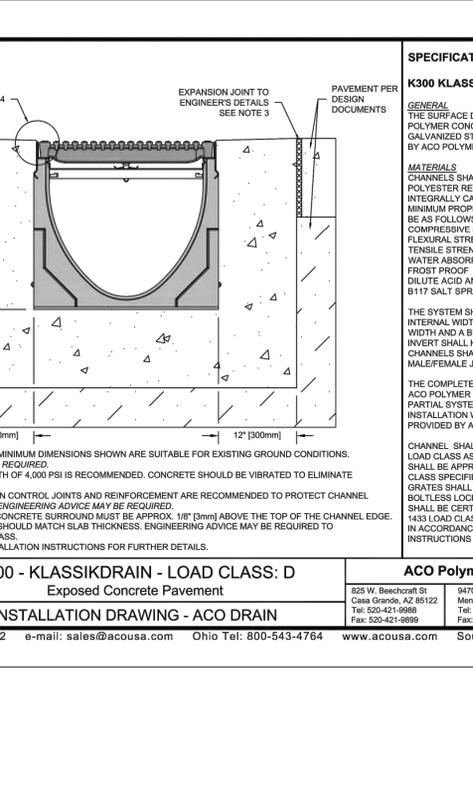 4
EXPANSION JOINT TO
ENGINEER'S DETAILS
SEE NOTE 3
PAVEMENT PER
DESIGN
DOCUMENTS
0mm]
12" [300mm]
MINIMUM DIMENSIONS SHOWN ARE SUITABLE FOR EXISTING GROUND CONDITIONS.
REQUIRED.
TH OF 4,000 PSI IS RECOMMENDED. CONCRETE SHOULD BE VIBRATED TO ELIMINATE
N CONTROL JOINTS AND REINFORCEMENT ARE RECOMMENDED TO PROTECT CHANNEL
ENGINEERING ADVICE MAY BE REQUIRED.
CONCRETE SURROUND MUST BE APPROX. 1/8" [3mm] ABOVE THE TOP OF THE CHANNEL EDGE.
SHOULD MATCH SLAB THICKNESS. ENGINEERING ADVICE MAY BE REQUIRED TO
ASS.
ALLATION INSTRUCTIONS FOR FURTHER DETAILS.
SPECIFICAT
K300 KLASS
GENERAL
THE SURFACE D
POLYMER CONC
GALVANIZED ST
BY ACO POLYM
MATERIALS
CHANNELS SHA
POLYESTER RE
INTEGRALLY CA
MINIMUM PROP
BE AS FOLLOWS
COMPRESSIVE
FLEXURAL STRE
TENSILE STREN
WATER ABSORP
FROST PROOF
DILUTE ACID AN
B117 SALT SPR
THE SYSTEM SH
INTERNAL WIDT
WIDTH AND A B
INVERT SHALL H
CHANNELS SHA
MALE/FEMALE J
THE COMPLETE
ACO POLYMER
PARTIAL SYSTE
INSTALLATION W
PROVIDED BY A
CHANNEL SHAL
LOAD CLASS AS
SHALL BE APPR
CLASS SPECIFI
GRATES SHALL
BOLTLESS LOCK
SHALL BE CERT
1433 LOAD CLAS
IN ACCORDANC
INSTRUCTIONS
00 - KLASSIKDRAIN - LOAD CLASS: D
Exposed Concrete Pavement
INSTALLATION DRAWING - ACO DRAIN
ACO Polym
825 W. Beechcraft St
Casa Grande, AZ 85122
Tel: 520-421-9988
Fax: 520-421-9899
9470
Men
Tel:
Fax:
2 e-mail: sales@acousa.com Ohio Tel: 800-543-4764 www.acousa.com Sou